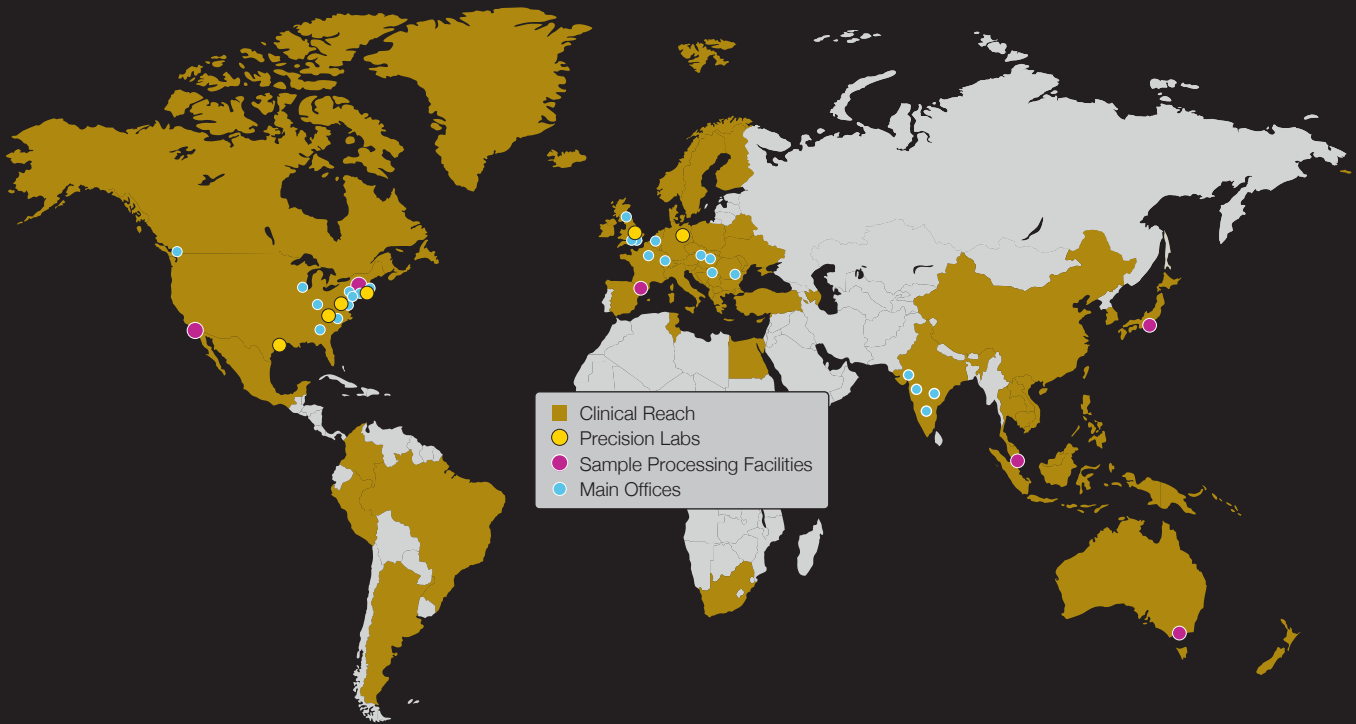 Clinical Reach
Precision Labs
Sample Processing Facilities
Main Offices